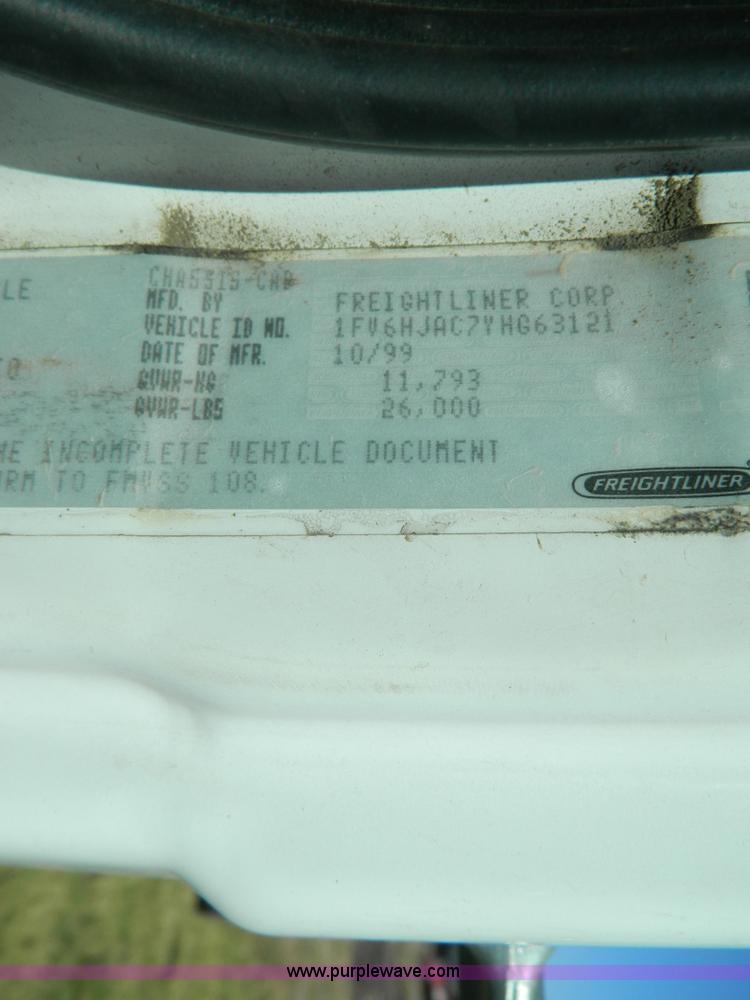 LE
CHASSIS-CAB
MFD. BY FREIGHTLINER CORP
VEHICLE ID NO. 1FV6HJAC7YHG63121
DATE OF MFR. 10/99
GVWR-KG 11,793
GVWR-LBS 26,000
INCOMPLETE VEHICLE DOCUMENT
TO FMVSS 108.
FREIGHTLINER
www.purplewave.com